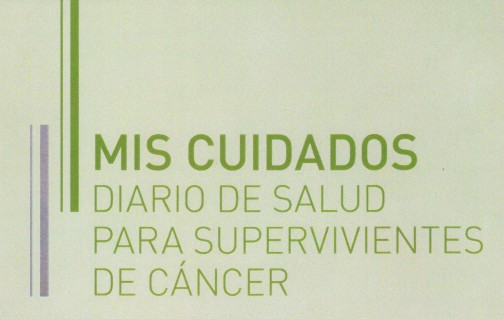 MIS CUIDADOS
DIARIO DE SALUD
PARA SUPERVIVIENTES
DE CÁNCER